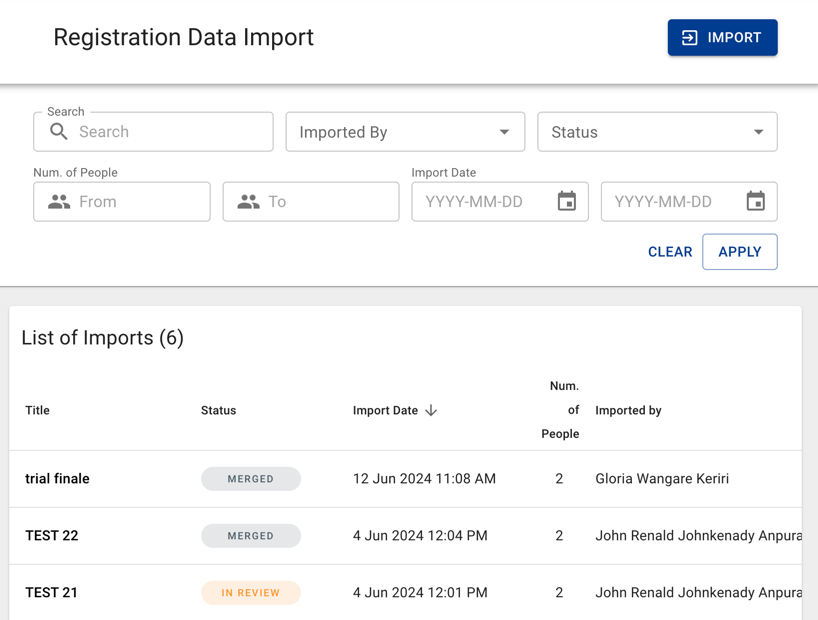 Registration Data Import
IMPORT
Search
Search
Imported By
Status
Num. of People
Import Date
From
To
YYYY-MM-DD
YYYY-MM-DD
CLEAR
APPLY
List of Imports (6)
Title
Status
Import Date
Num.
of
People
Imported by
trial finale
MERGED
12 Jun 2024 11:08 AM
2
Gloria Wangare Keriri
TEST 22
MERGED
4 Jun 2024 12:04 PM
2
John Renald Johnkenady Anpura
TEST 21
IN REVIEW
4 Jun 2024 12:01 PM
2
John Renald Johnkenady Anpura